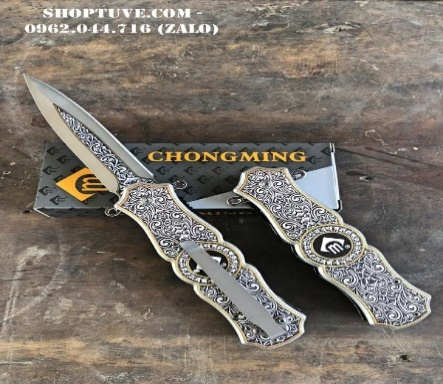 SHOPTUVE.COM -
0962.044.716 (ZALO)
CHONGMING